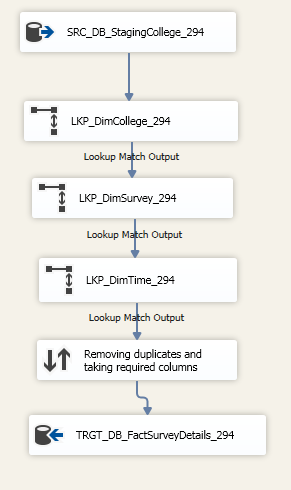 SRC_DB_StagingCollege_294
LKP_DimCollege_294
Lookup Match Output
LKP_DimSurvey_294
Lookup Match Output
LKP_DimTime_294
Lookup Match Output
Removing duplicates and
taking required columns
TRGT_DB_FactSurveyDetails_294